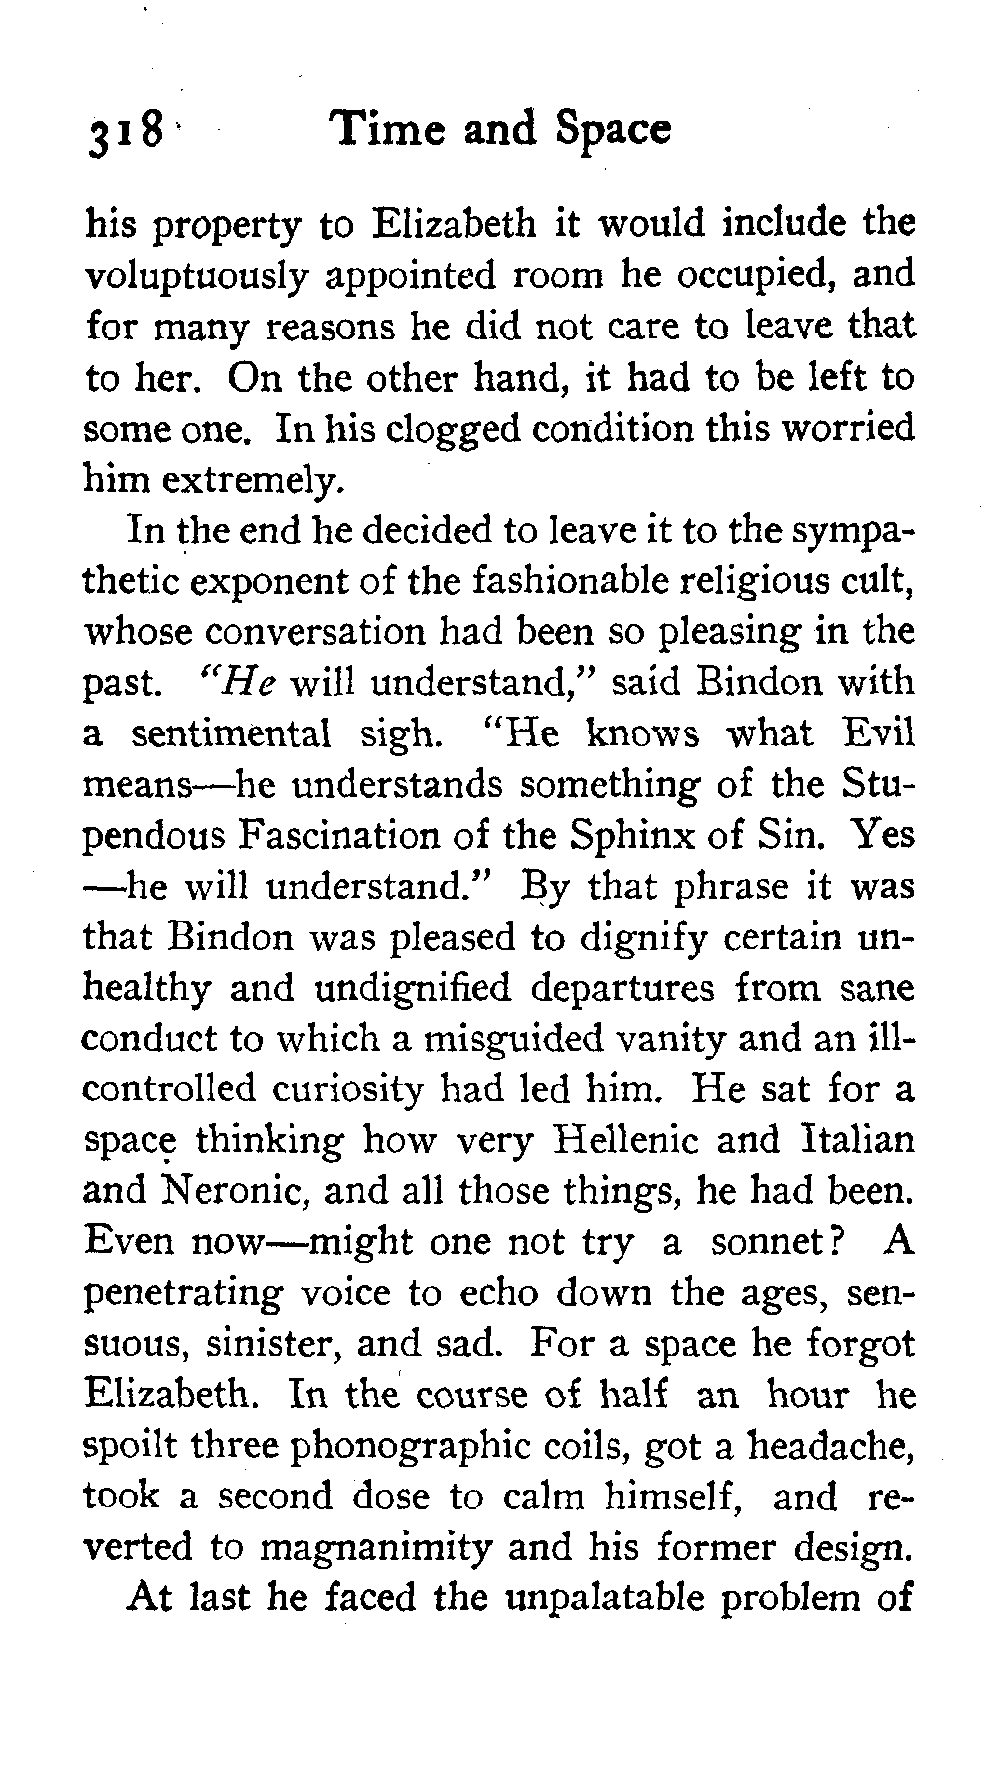 318 Time and Space
his property to Elizabeth it would include the
voluptuously appointed room he occupied, and
for many reasons he did not care to leave that
to her. On the other hand, it had to be left to
some one. In his clogged condition this worried
him extremely.
In the end he decided to leave it to the sympa-
thetic exponent of the fashionable religious cult,
whose conversation had been so pleasing in the
past. “He will understand,” said Bindon with
a sentimental sigh. “He knows what Evil
means—he understands something of the Stu-
pendous Fascination of the Sphinx of Sin. Yes
—he will understand.” By that phrase it was
that Bindon was pleased to dignify certain un-
healthy and undignified departures from sane
conduct to which a misguided vanity and an ill-
controlled curiosity had led him. He sat for a
space thinking how very Hellenic and Italian
and Neronic, and all those things, he had been.
Even now—might one not try a sonnet? A
penetrating voice to echo down the ages, sen-
suous, sinister, and sad. For a space he forgot
Elizabeth. In the course of half an hour he
spoilt three phonographic coils, got a headache,
took a second dose to calm himself, and re-
verted to magnanimity and his former design.
At last he faced the unpalatable problem of